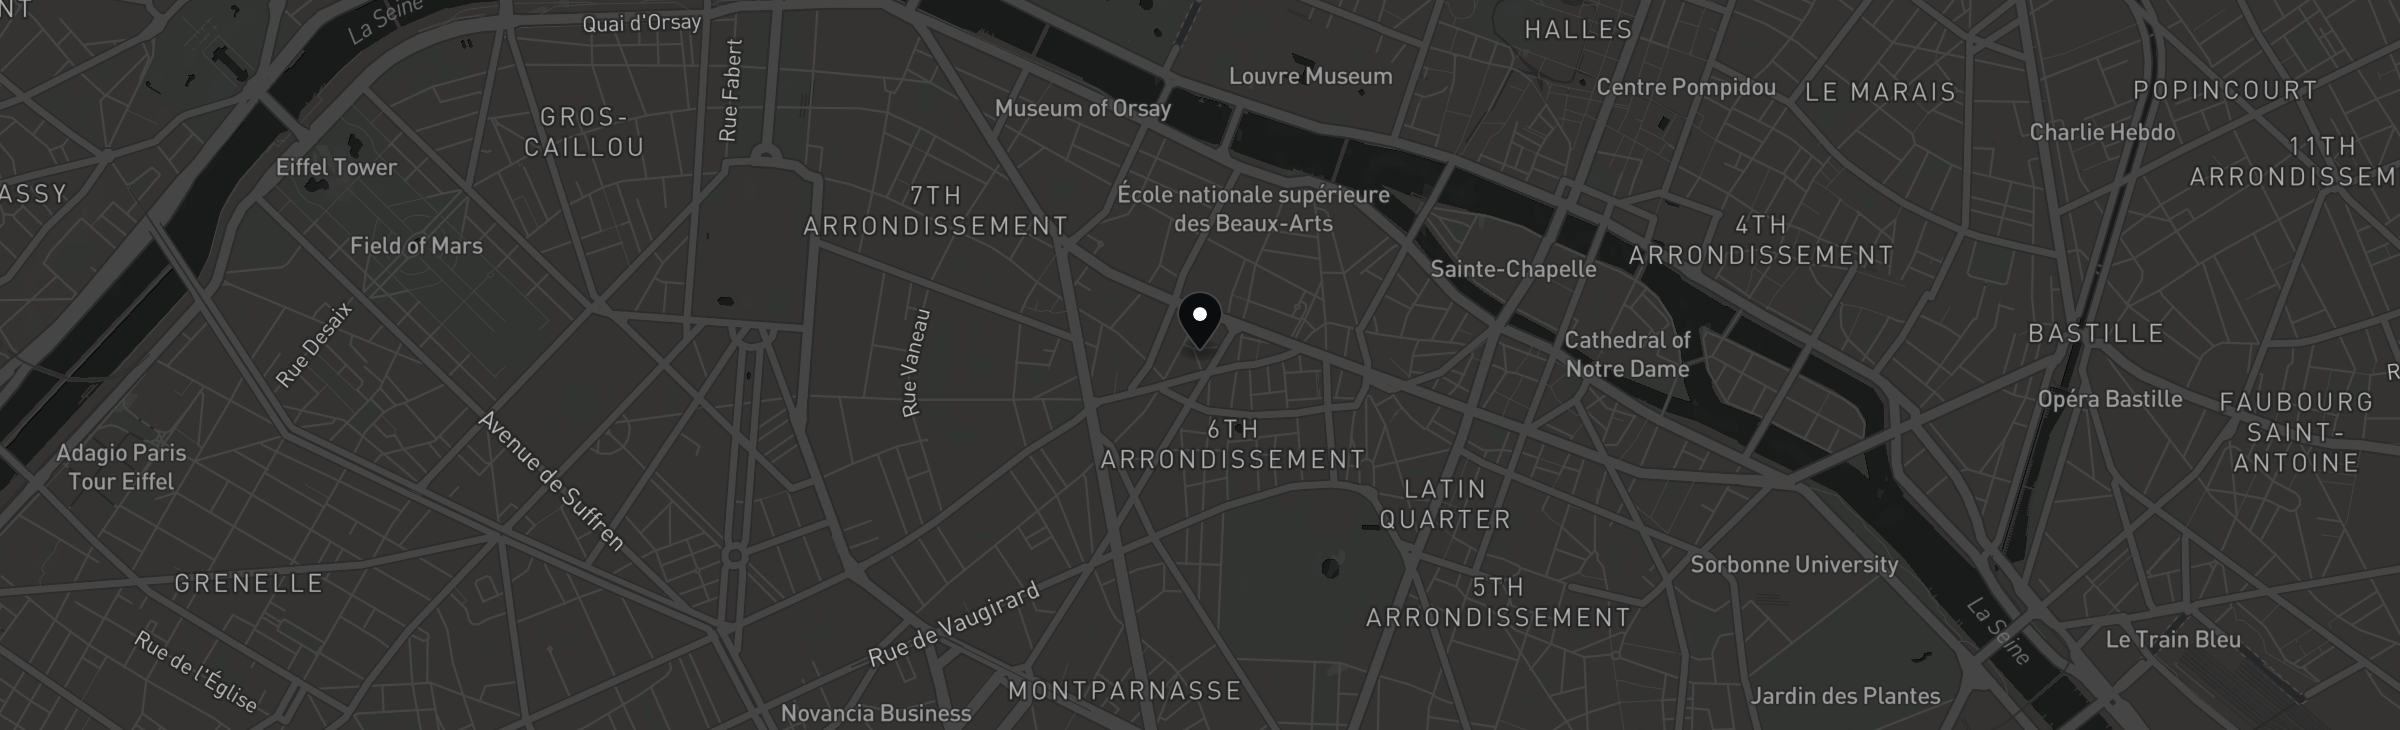 NT
La Seine
Quai d'Orsay
HALLES
Rue Fabert
Louvre Museum
Centre Pompidou
LE MARAIS
POPINCOURT
Museum of Orsay
GROS-
CAILLOU
Charlie Hebdo
11TH
ARRONDISSEM
Eiffel Tower
ASSY
7TH
ARRONDISSEMENT
École nationale supérieure
des Beaux-Arts
4TH
ARRONDISSEMENT
Field of Mars
Sainte-Chapelle
Rue Desaix
Rue Vaneau
Cathedral of
Notre Dame
BASTILLE
R
Opéra Bastille
FAUBOURG
SAINT-
ANTOINE
Adagio Paris
Tour Eiffel
Avenue de Suffren
6TH
ARRONDISSEMENT
LATIN
QUARTER
Sorbonne University
GRENELLE
5TH
ARRONDISSEMENT
Rue de Vaugirard
La Seine
Le Train Bleu
Rue de l'Église
MONTPARNASSE
Jardin des Plantes
Novancia Business